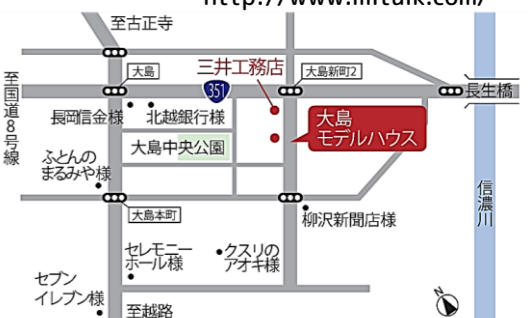 http://www.mituik.com/
至古正寺
三井工務店
大島
大島新町2
351
長生橋
至国道8号線
長岡信金様
北越銀行様
大島
モデルハウス
大島中央公園
ふとんの
まるみや様
信濃川
大島本町
柳沢新聞店様
セレモニー
ホール様
クスリの
アオキ様
セブン
イレブン様
至越路
N